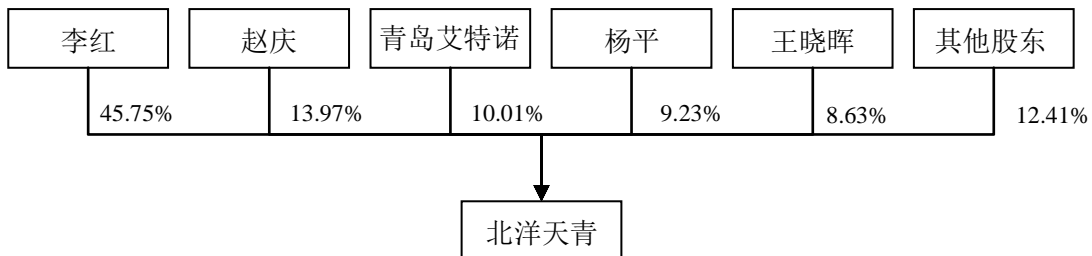 李红 赵庆 青岛艾特诺 杨平 王晓晖 其他股东
45.75% 13.97% 10.01% 9.23% 8.63% 12.41%
北洋天青